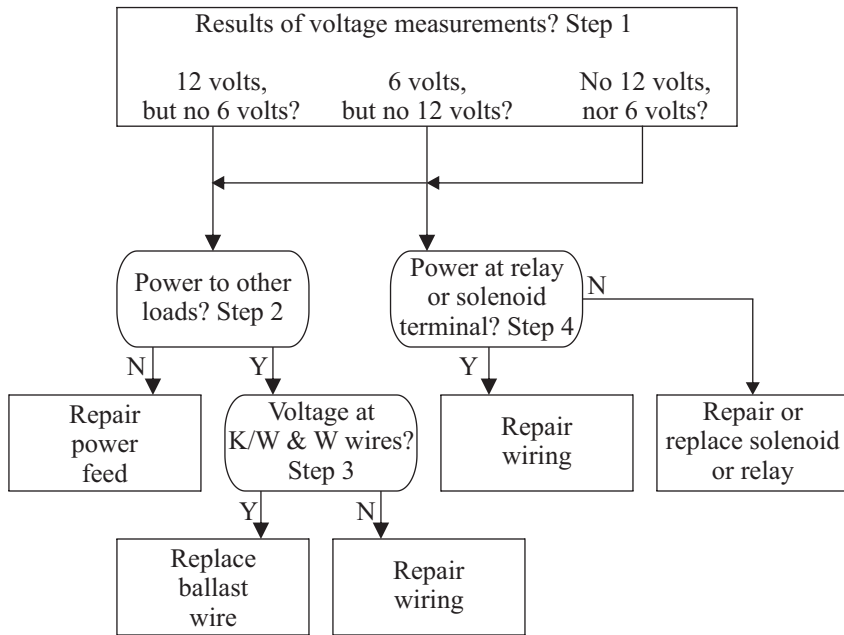 Results of voltage measurements? Step 1
12 volts,
but no 6 volts?
6 volts,
but no 12 volts?
No 12 volts,
nor 6 volts?
Power to other
loads? Step 2
Power at relay
or solenoid
terminal? Step 4
N
N
Y
Y
Repair
power
feed
Voltage at
K/W & W wires?
Step 3
Repair
wiring
Repair or
replace solenoid
or relay
Y
N
Replace
ballast
wire
Repair
wiring